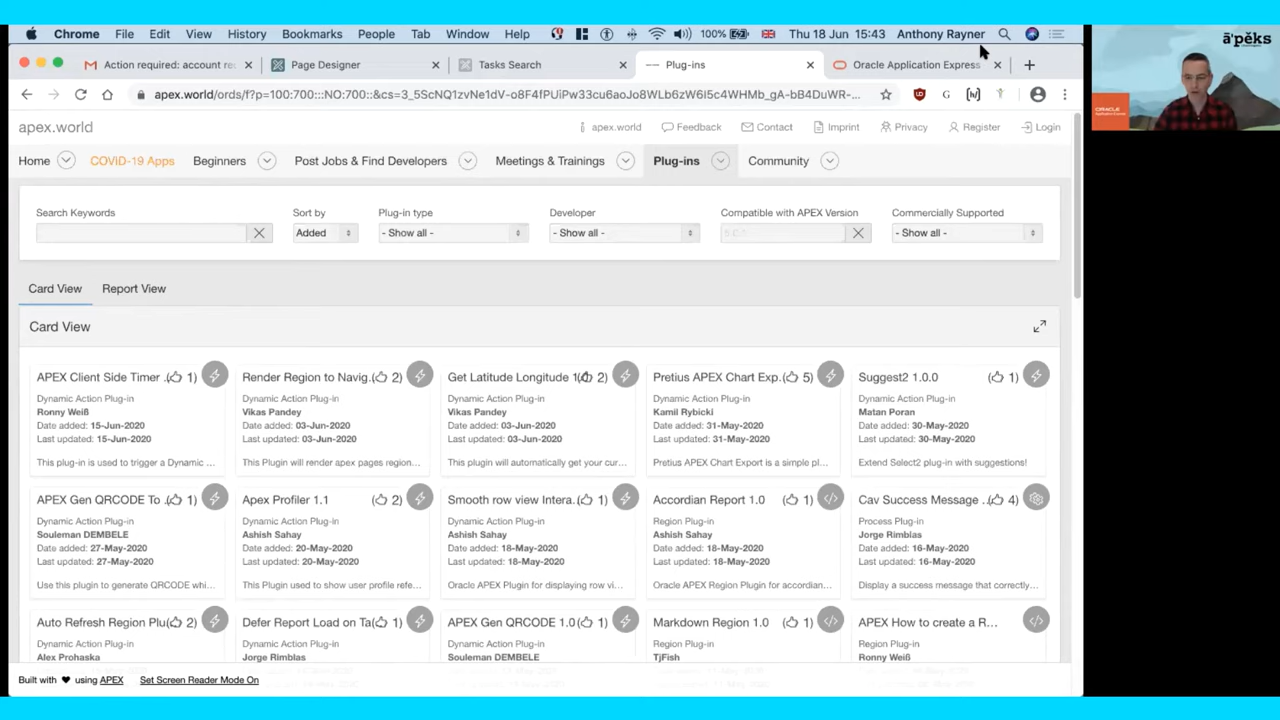 Chrome File Edit View History Bookmarks People Tab Window Help 100% Thu 18 Jun 15:43 Anthony Rayner
Action required: account re Page Designer Tasks Search Plug-ins Oracle Application Express
apex.world/ords/f?p=100:700:::NO:700::&cs=3_5ScNQ1zvNe1dV-o8F4fPUiPw33cu6aoJo8WLb6zW6I5c4WHMb_gA-bB4DuWR-...
apex.world apex.world Feedback Contact Imprint Privacy Register Login
Home COVID-19 Apps Beginners Post Jobs & Find Developers Meetings & Trainings Plug-ins Community
Search Keywords Sort by Plug-in type Developer Compatible with APEX Version Commercially Supported
Added - Show all - - Show all - - Show all -
Card View Report View
Card View
APEX Client Side Timer .( 1) Render Region to Navig.( 2) Get Latitude Longitude 1( 2) Pretius APEX Chart Exp.( 5) Suggest2 1.0.0 ( 1)
Dynamic Action Plug-in Dynamic Action Plug-in Dynamic Action Plug-in Dynamic Action Plug-in Dynamic Action Plug-in
Ronny Weiß Vikas Pandey Vikas Pandey Kamil Rybicki Matan Poran
Date added: 15-Jun-2020 Date added: 03-Jun-2020 Date added: 03-Jun-2020 Date added: 31-May-2020 Date added: 30-May-2020
Last updated: 15-Jun-2020 Last updated: 03-Jun-2020 Last updated: 03-Jun-2020 Last updated: 31-May-2020 Last updated: 30-May-2020
This plug-in is used to trigger a Dynamic ... This Plugin will render apex pages region... This plugin will automatically get your cur... Pretius APEX Chart Export is a simple pl... Extend Select2 plug-in with suggestions!
APEX Gen QRCODE To .( 1) Apex Profiler 1.1 ( 2) Smooth row view Intera.( 1) Accordian Report 1.0 ( 1) Cav Success Message ..( 4)
Dynamic Action Plug-in Dynamic Action Plug-in Dynamic Action Plug-in Region Plug-in Process Plug-in
Souleman DEMBELE Ashish Sahay Ashish Sahay Ashish Sahay Jorge Rimblas
Date added: 27-May-2020 Date added: 20-May-2020 Date added: 18-May-2020 Date added: 18-May-2020 Date added: 16-May-2020
Last updated: 27-May-2020 Last updated: 20-May-2020 Last updated: 18-May-2020 Last updated: 18-May-2020 Last updated: 16-May-2020
Use this plugin to generate QRCODE whi... This Plugin used to show user profile refe... Oracle APEX Plugin for displaying row vi... Oracle APEX Region Plugin for accordian... Display a success message that correctly...
Auto Refresh Region Plu( 2) Defer Report Load on Ta( 1) APEX Gen QRCODE 1.0( 1) Markdown Region 1.0 ( 1) APEX How to create a R...
Dynamic Action Plug-in Dynamic Action Plug-in Dynamic Action Plug-in Region Plug-in Region Plug-in
Alex Prohaska Jorge Rimblas Souleman DEMBELE TjFish Ronny Weiß
Built with ♥ using APEX Set Screen Reader Mode On
ā'pěks
ORACLE